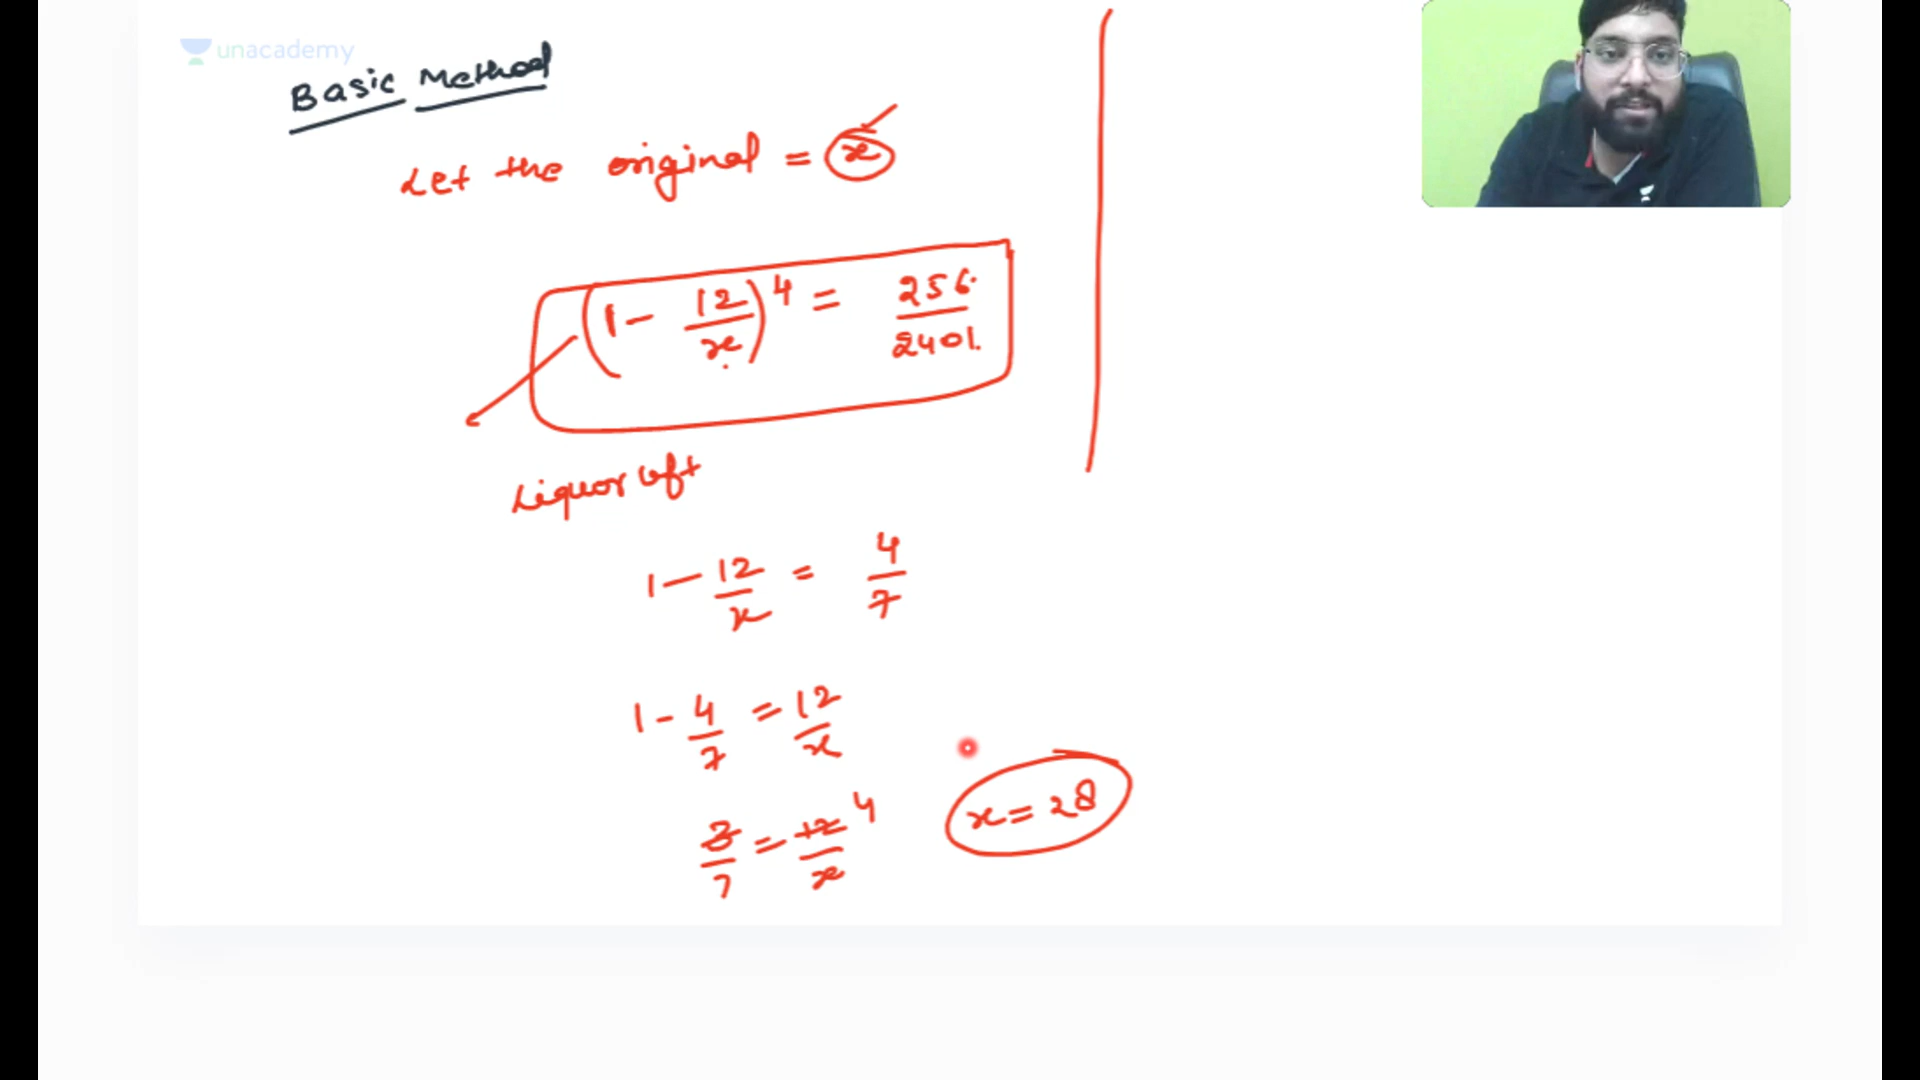 unacademy
Basic Method
Let the original = x
(1 - 12/x)^4 = 256/2401.
Liquor left
1 - 12/x = 4/7
1 - 4/7 = 12/x
3/7 = 12/x 4
x = 28